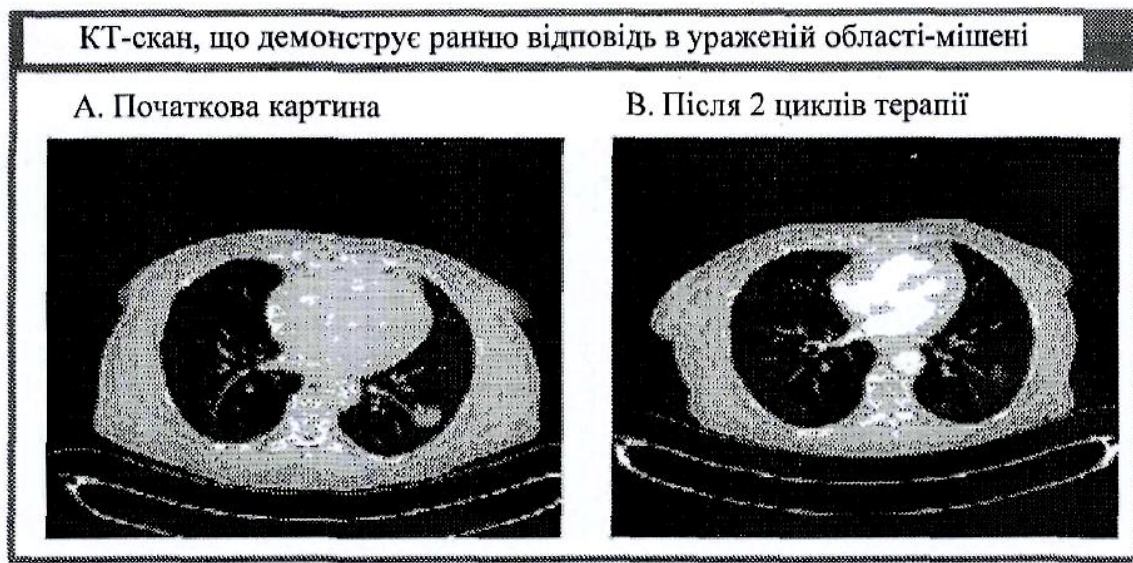 КТ-скан, що демонструє ранню відповідь в ураженій області-мішені
А. Початкова картина
В. Після 2 циклів терапії